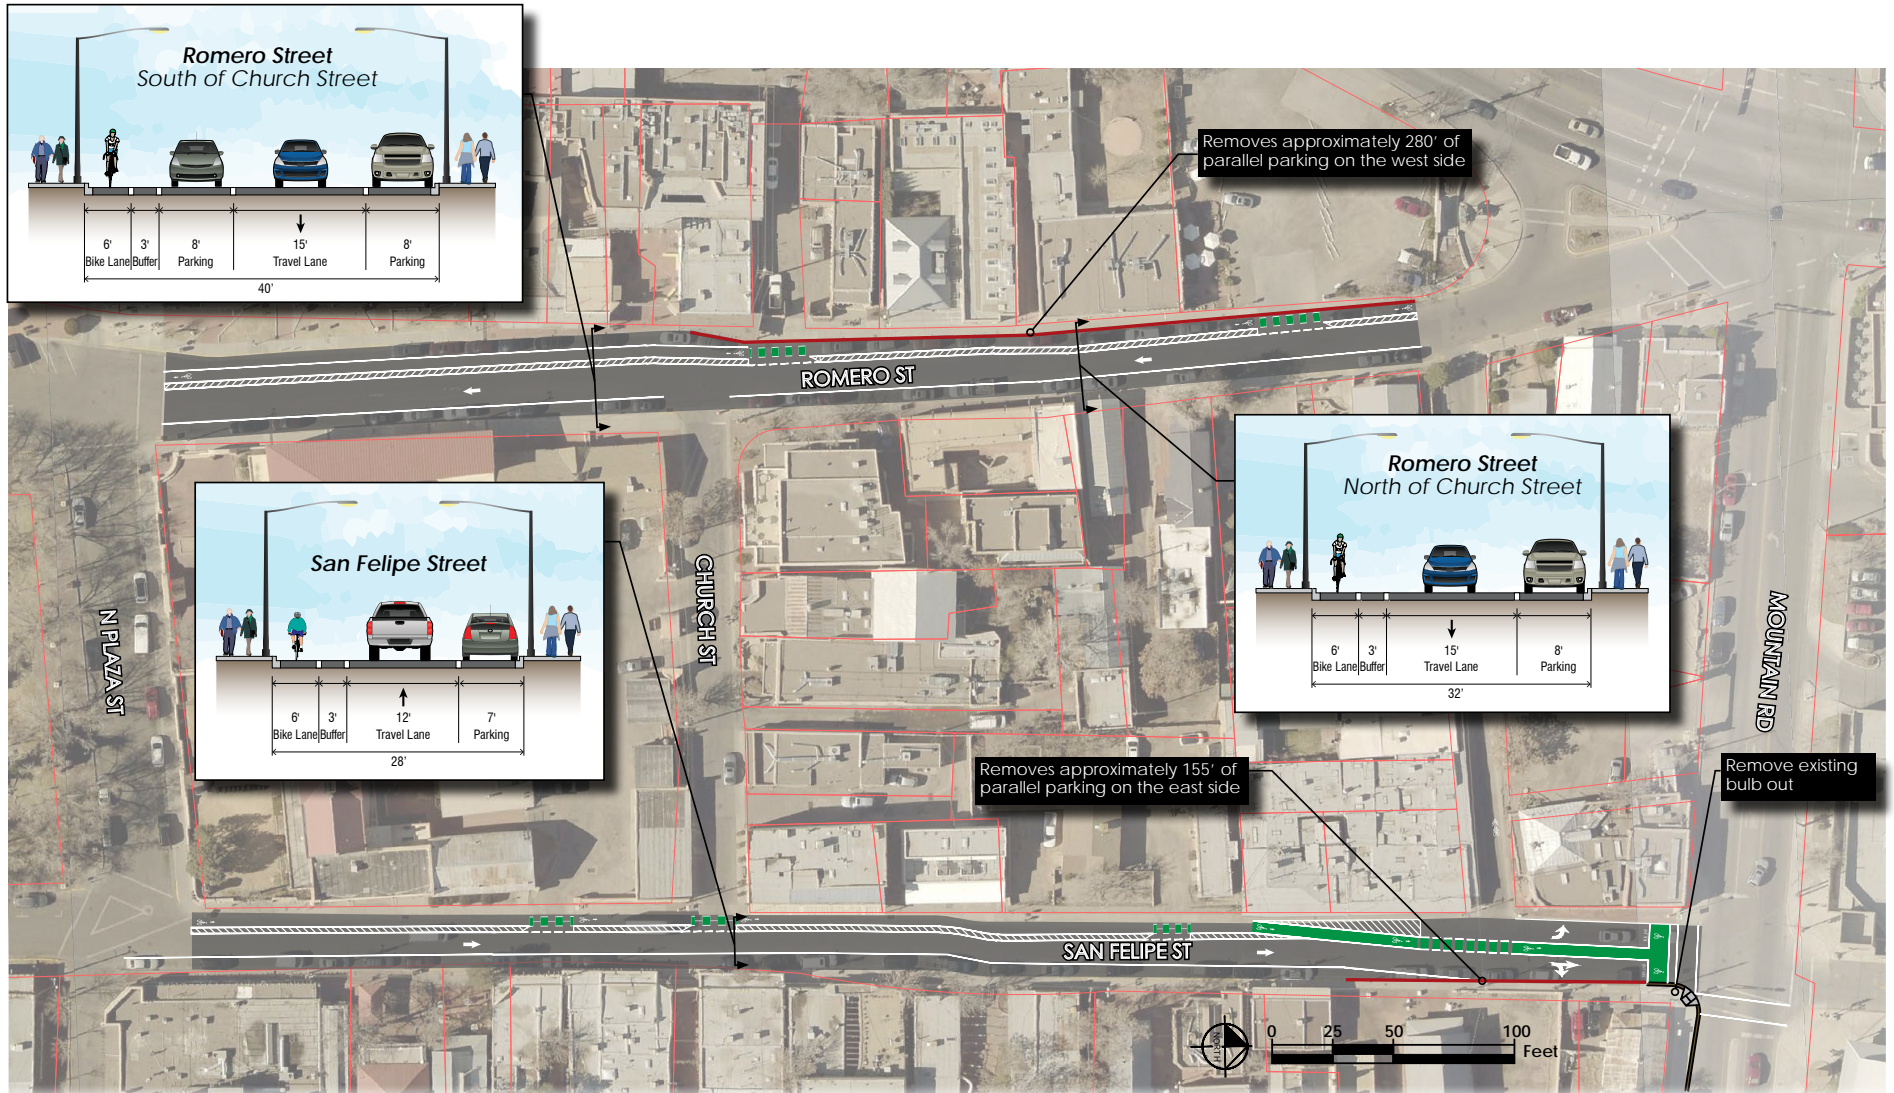 Romero Street
South of Church Street
6' 3' 8' 15' 8'
Bike Lane Buffer Parking Travel Lane Parking
40'
Removes approximately 280' of
parallel parking on the west side
ROMERO ST
Romero Street
North of Church Street
6' 3' 15' 8'
Bike Lane Buffer Travel Lane Parking
32'
San Felipe Street
6' 3' 12' 7'
Bike Lane Buffer Travel Lane Parking
28'
N PLAZA ST
CHURCH ST
MOUNTAIN RD
Removes approximately 155' of
parallel parking on the east side
Remove existing
bulb out
SAN FELIPE ST
NORTH
0 25 50 100
Feet